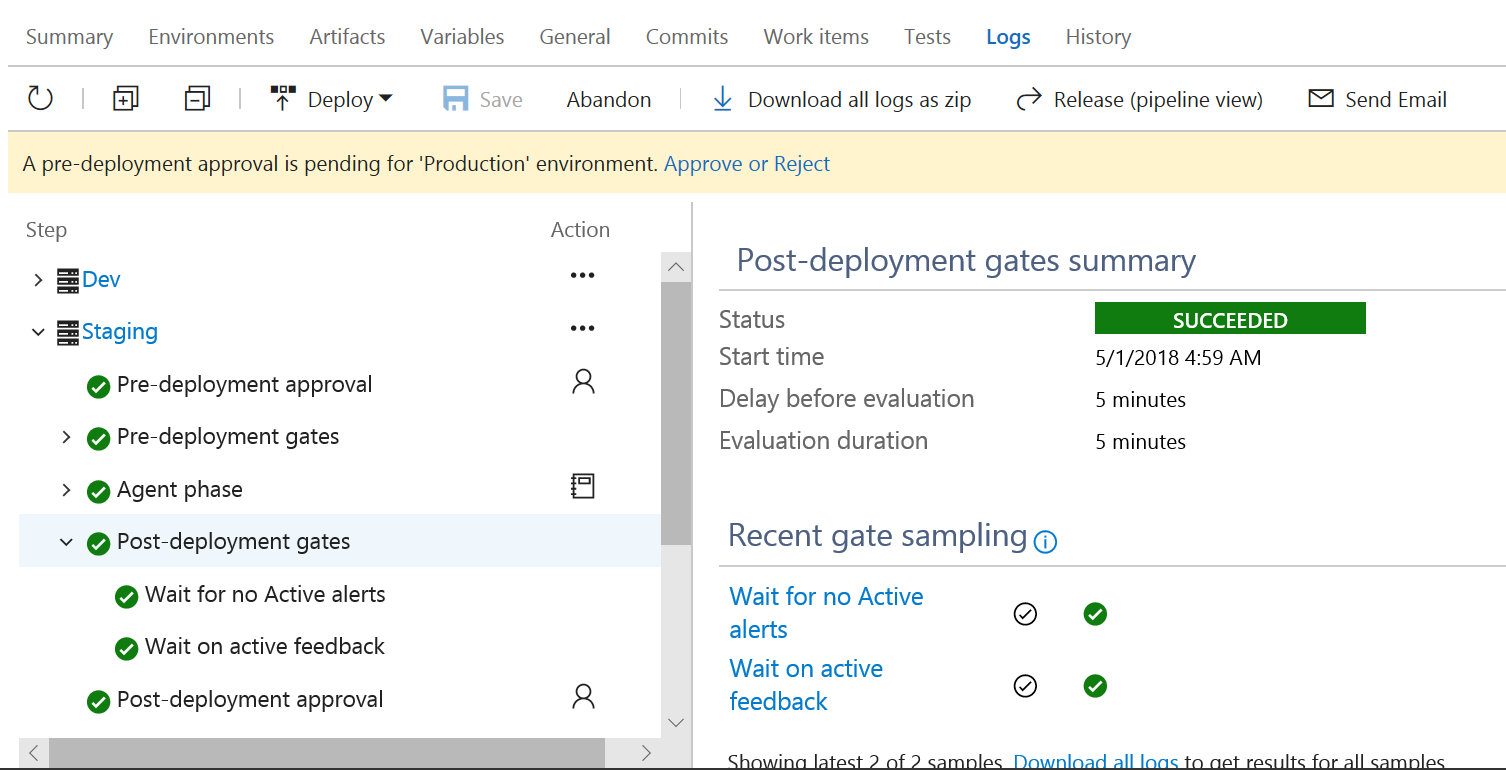 Summary Environments Artifacts Variables General Commits Work items Tests Logs History
Deploy Save Abandon Download all logs as zip Release (pipeline view) Send Email
A pre-deployment approval is pending for 'Production' environment. Approve or Reject
Step Action
Dev
Staging
Pre-deployment approval
Pre-deployment gates
Agent phase
Post-deployment gates
Wait for no Active alerts
Wait on active feedback
Post-deployment approval
Post-deployment gates summary
Status SUCCEEDED
Start time 5/1/2018 4:59 AM
Delay before evaluation 5 minutes
Evaluation duration 5 minutes
Recent gate sampling
Wait for no Active
alerts
Wait on active
feedback
Showing latest 2 of 2 samples. Download all logs to get results for all samples